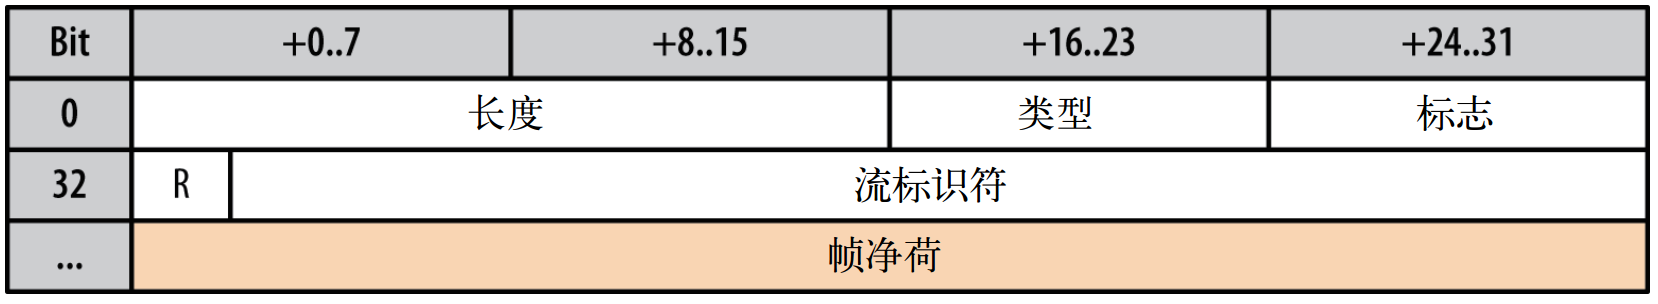 Bit +0..7 +8..15 +16..23 +24..31
0 长度 类型 标志
32 R 流标识符
... 帧净荷